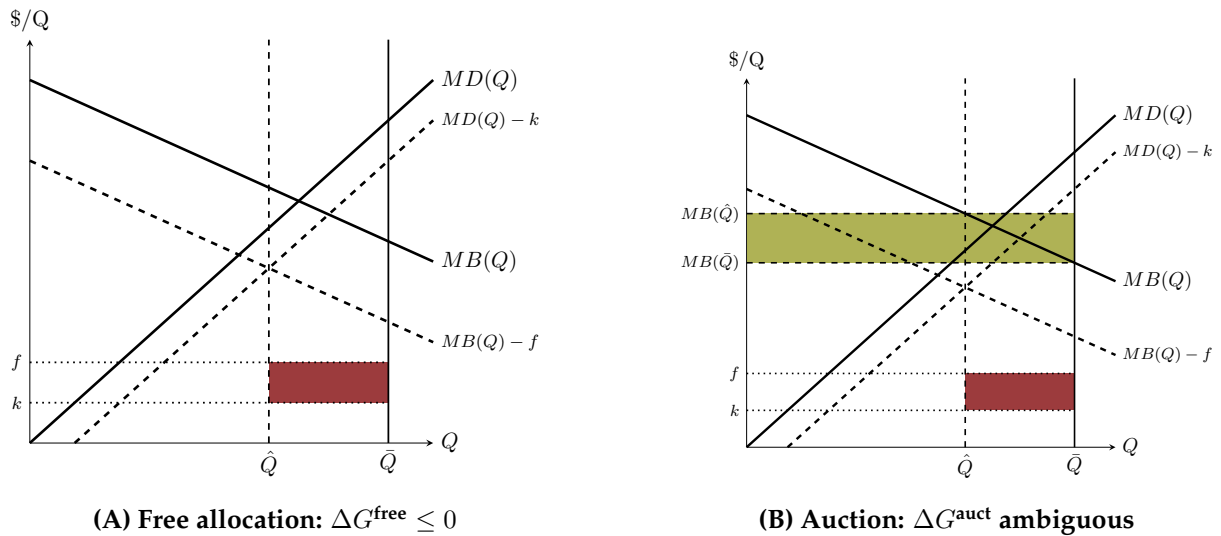 $/Q
MD(Q)
MD(Q) − k
MB(Q)
MB(Q) − f
f
k
Q̂
Q̄
Q
(A) Free allocation: ΔG^free ≤ 0
$/Q
MD(Q)
MD(Q) − k
MB(Q̂)
MB(Q̄)
MB(Q)
MB(Q) − f
f
k
Q̂
Q̄
Q
(B) Auction: ΔG^auct ambiguous